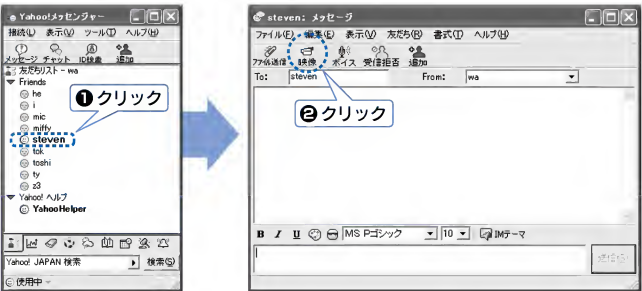 Yahoo!メッセンジャー
接続(L) 表示(V) ツール(T) ヘルプ(H)
メッセージ チャット ID検索 追加
友だちリスト - wa
Friends
he
i
mic
miffy
steven
tok
toshi
ty
z3
Yahoo! ヘルプ
YahooHelper
Yahoo! JAPAN 検索 検索(S)
使用中
❶クリック
steven: メッセージ
ファイル(F) 編集(E) 表示(V) 友だち(R) 書式(T) ヘルプ(H)
ファイル送信 映像 ボイス 受信拒否 追加
To: steven From: wa
❷クリック
B I U MS Pゴシック 10 IMテーマ
送信(S)